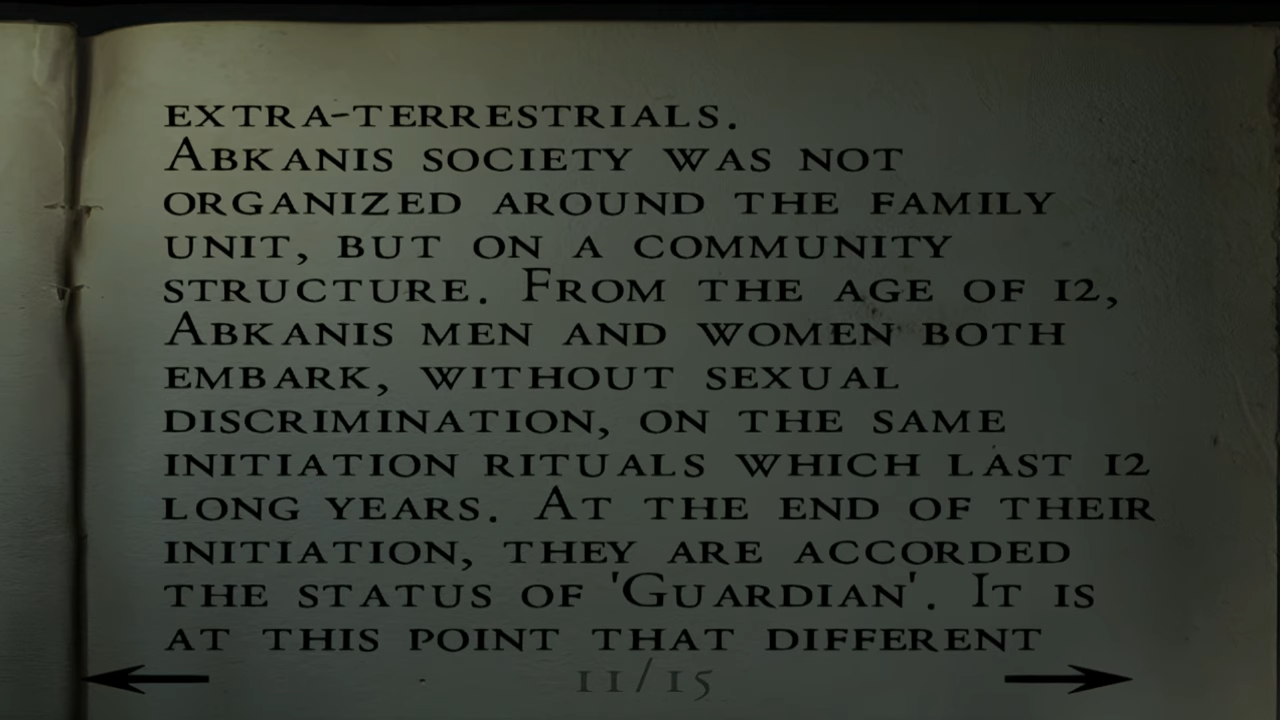 EXTRA-TERRESTRIALS.
ABKANIS SOCIETY WAS NOT
ORGANIZED AROUND THE FAMILY
UNIT, BUT ON A COMMUNITY
STRUCTURE. FROM THE AGE OF 12,
ABKANIS MEN AND WOMEN BOTH
EMBARK, WITHOUT SEXUAL
DISCRIMINATION, ON THE SAME
INITIATION RITUALS WHICH LAST 12
LONG YEARS. AT THE END OF THEIR
INITIATION, THEY ARE ACCORDED
THE STATUS OF 'GUARDIAN'. IT IS
AT THIS POINT THAT DIFFERENT
11/15